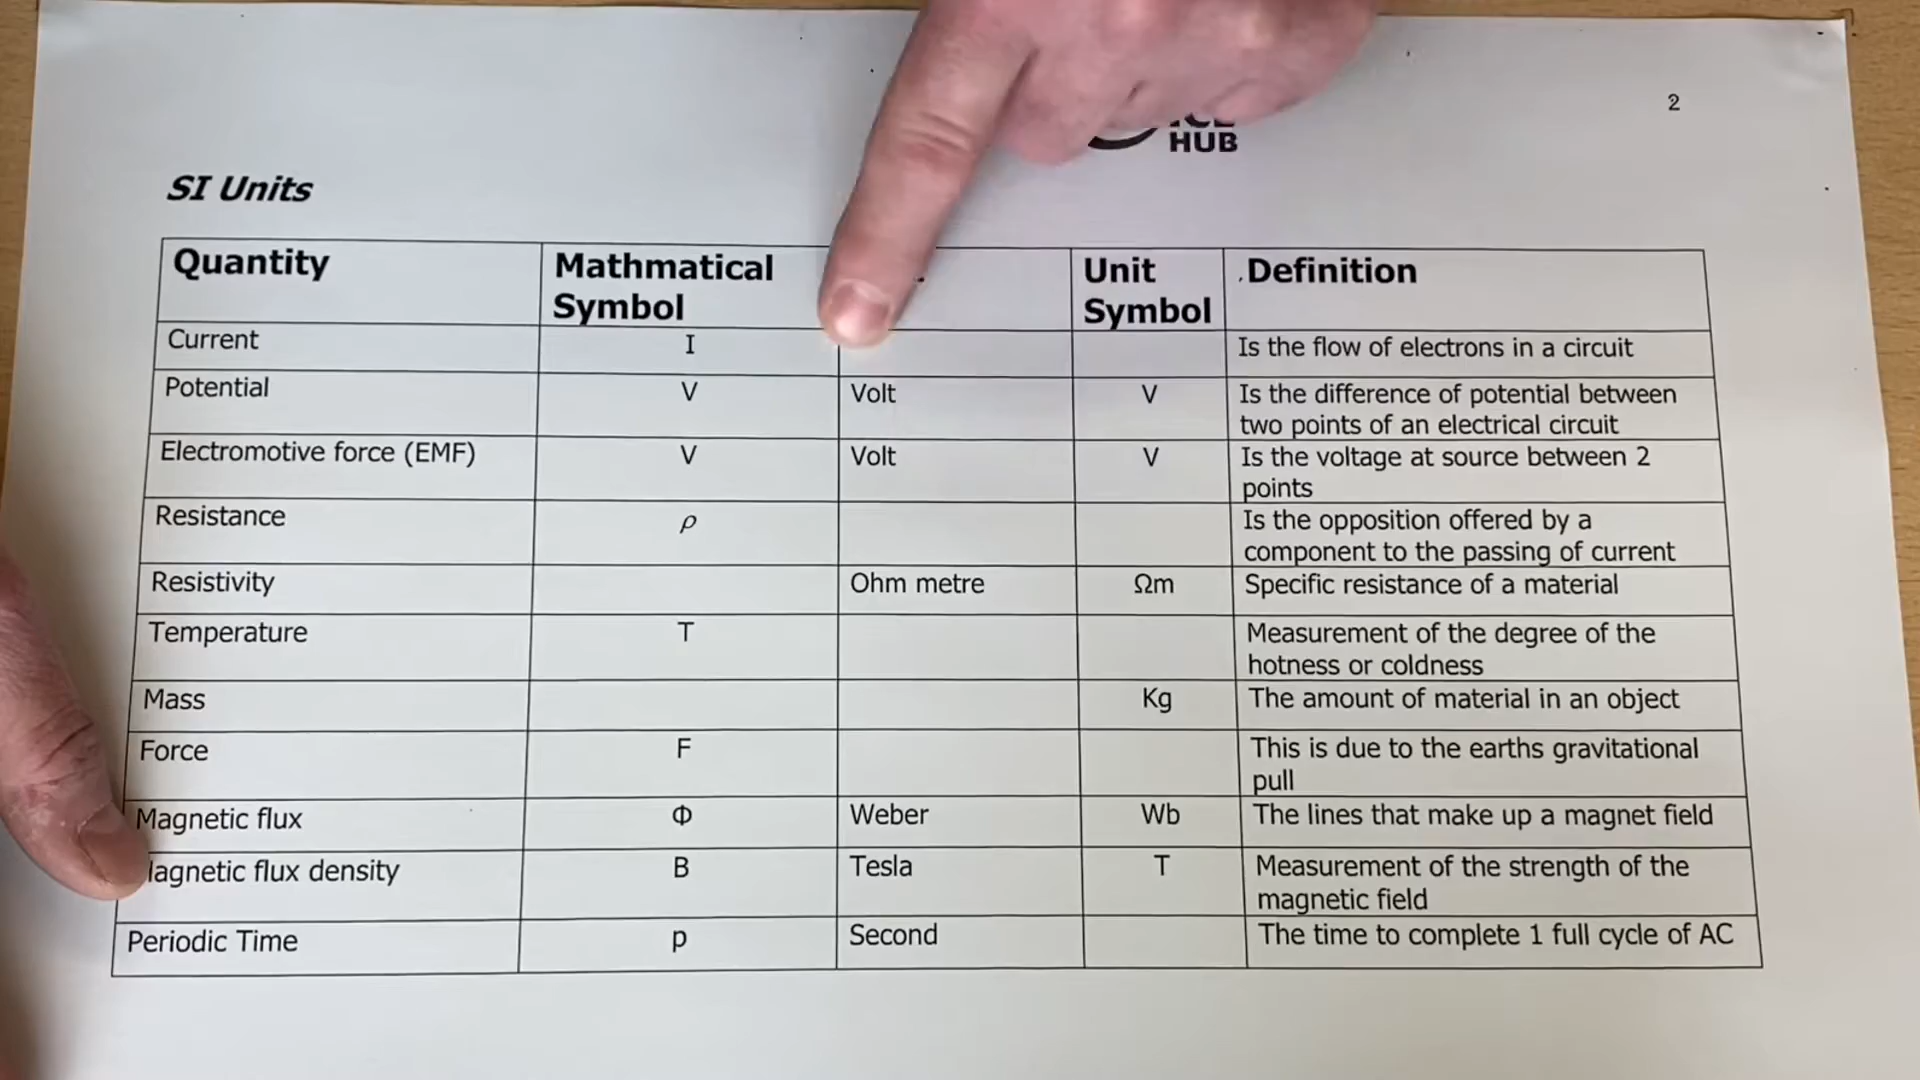 2
HUB
SI Units
Quantity Mathmatical Symbol Unit Symbol Definition
Current I Is the flow of electrons in a circuit
Potential V Volt V Is the difference of potential between
two points of an electrical circuit
Electromotive force (EMF) V Volt V Is the voltage at source between 2
points
Resistance ρ Is the opposition offered by a
component to the passing of current
Resistivity Ohm metre Ωm Specific resistance of a material
Temperature T Measurement of the degree of the
hotness or coldness
Mass Kg The amount of material in an object
Force F This is due to the earths gravitational
pull
Magnetic flux Φ Weber Wb The lines that make up a magnet field
flux density B Tesla T Measurement of the strength of the
magnetic field
Periodic Time p Second The time to complete 1 full cycle of AC